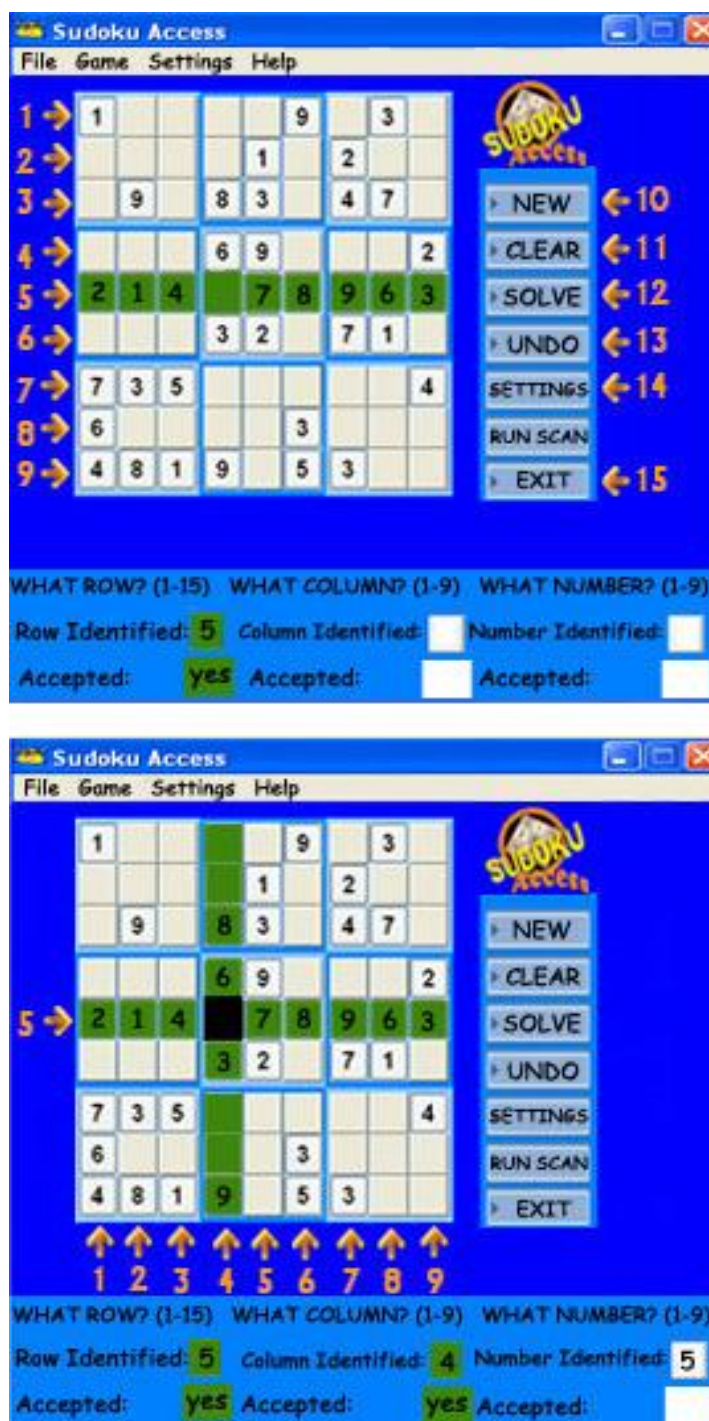 Sudoku Access
File Game Settings Help
SUDOKU Access
1 1 9 3
2 1 2
3 9 8 3 4 7 NEW 10
4 6 9 2 CLEAR 11
5 2 1 4 7 8 9 6 3 SOLVE 12
6 3 2 7 1 UNDO 13
7 7 3 5 4 SETTINGS 14
8 6 3 RUN SCAN
9 4 8 1 9 5 3 EXIT 15
WHAT ROW? (1-15) WHAT COLUMN? (1-9) WHAT NUMBER? (1-9)
Row Identified: 5 Column Identified: Number Identified:
Accepted: yes Accepted: Accepted:
Sudoku Access
File Game Settings Help
SUDOKU Access
1 9 3
1 2
9 8 3 4 7 NEW
6 9 2 CLEAR
5 2 1 4 7 8 9 6 3 SOLVE
3 2 7 1 UNDO
7 3 5 4 SETTINGS
6 3 RUN SCAN
4 8 1 9 5 3 EXIT
1 2 3 4 5 6 7 8 9
WHAT ROW? (1-15) WHAT COLUMN? (1-9) WHAT NUMBER? (1-9)
Row Identified: 5 Column Identified: 4 Number Identified: 5
Accepted: yes Accepted: yes Accepted: